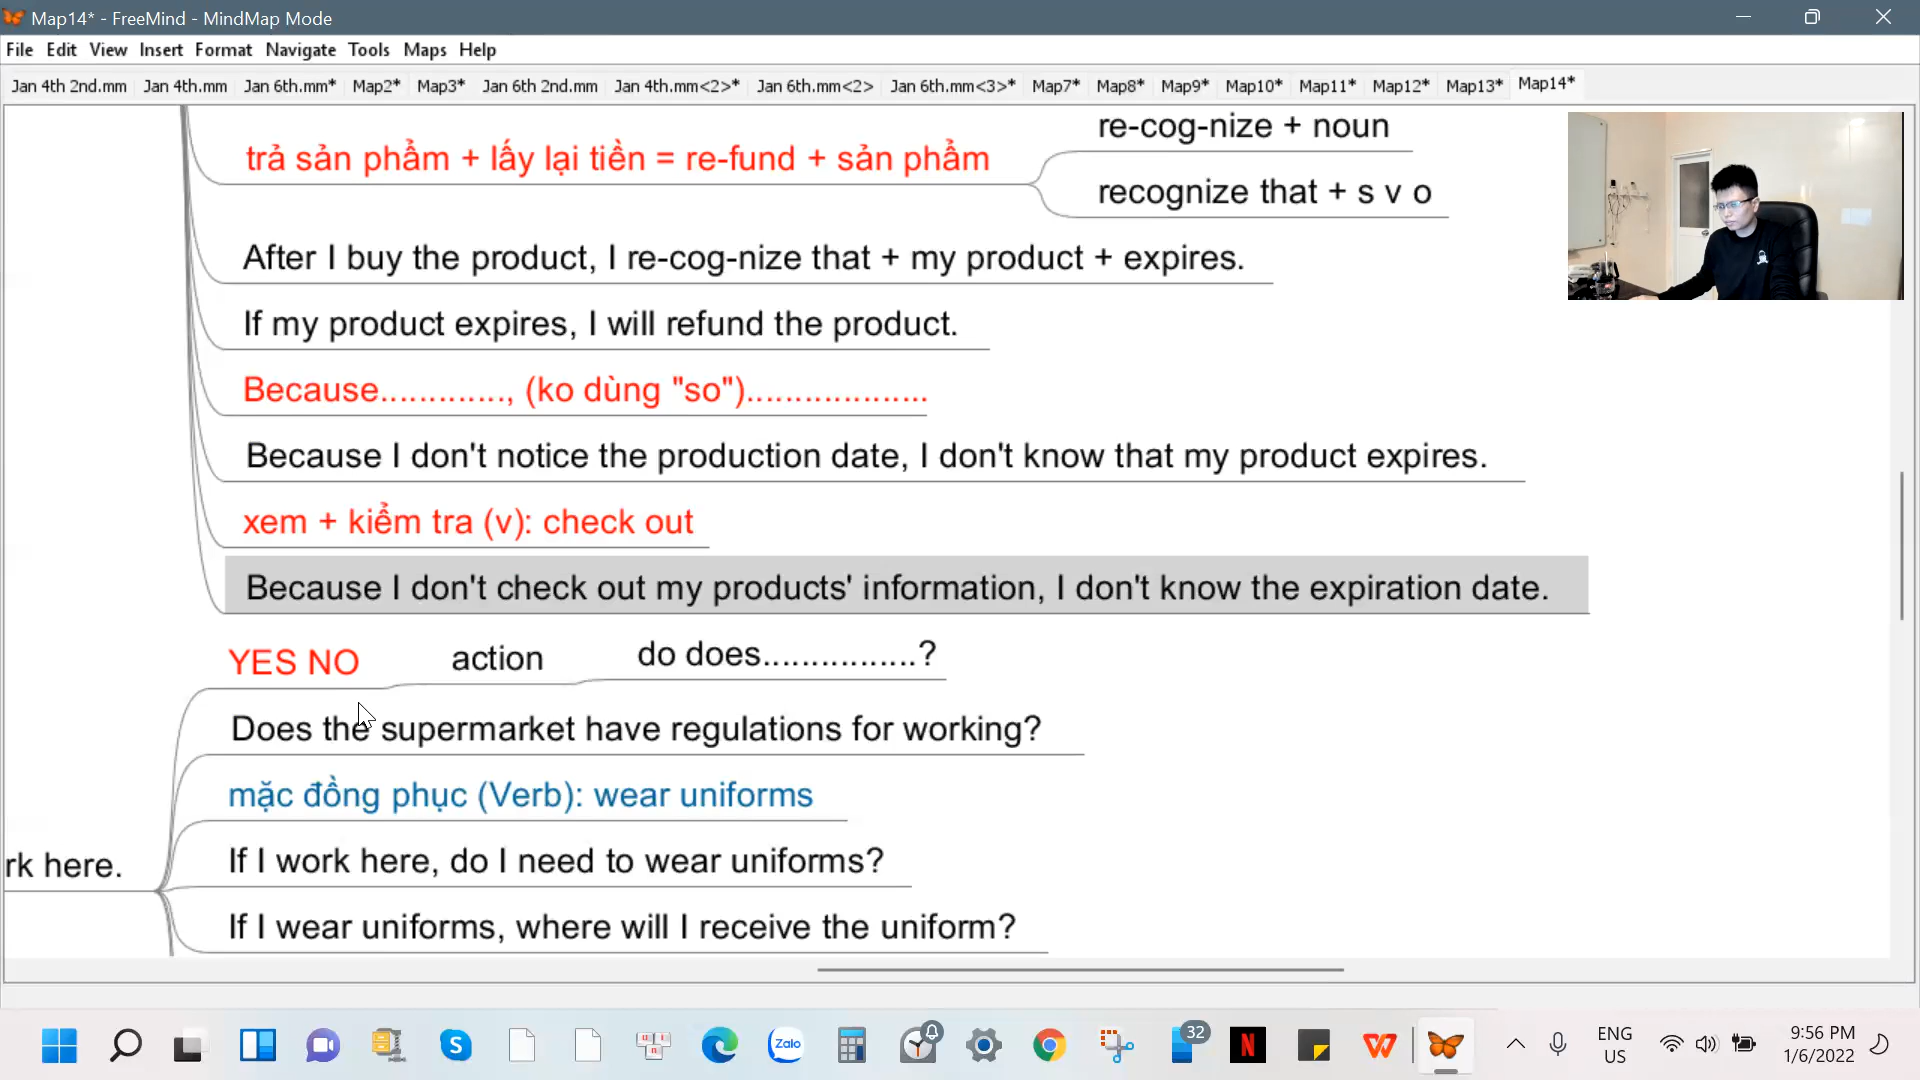 Map14* - FreeMind - MindMap Mode
File Edit View Insert Format Navigate Tools Maps Help
Jan 4th 2nd.mm Jan 4th.mm Jan 6th.mm* Map2* Map3* Jan 6th 2nd.mm Jan 4th.mm<2>* Jan 6th.mm<2> Jan 6th.mm<3>* Map7* Map8* Map9* Map10* Map11* Map12* Map13* Map14*
re-cog-nize + noun
trả sản phẩm + lấy lại tiền = re-fund + sản phẩm
recognize that + s v o
After I buy the product, I re-cog-nize that + my product + expires.
If my product expires, I will refund the product.
Because............., (ko dùng "so")...................
Because I don't notice the production date, I don't know that my product expires.
xem + kiểm tra (v): check out
Because I don't check out my products' information, I don't know the expiration date.
YES NO action do does................?
Does the supermarket have regulations for working?
mặc đồng phục (Verb): wear uniforms
If I work here, do I need to wear uniforms?
rk here.
If I wear uniforms, where will I receive the uniform?
Zalo
32
N
ENG
US
9:56 PM
1/6/2022